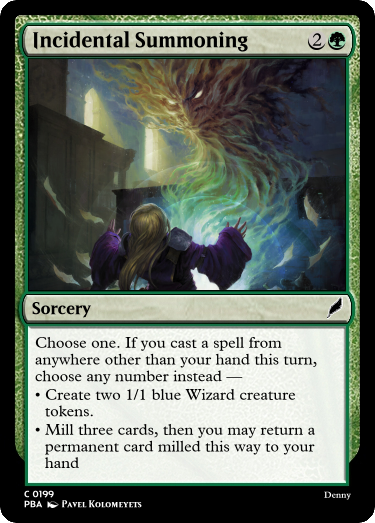 Incidental Summoning 2
Sorcery
Choose one. If you cast a spell from
anywhere other than your hand this turn,
choose any number instead —
• Create two 1/1 blue Wizard creature
tokens.
• Mill three cards, then you may return a
permanent card milled this way to your
hand
C 0199
PBA Pavel Kolomeyets
Denny